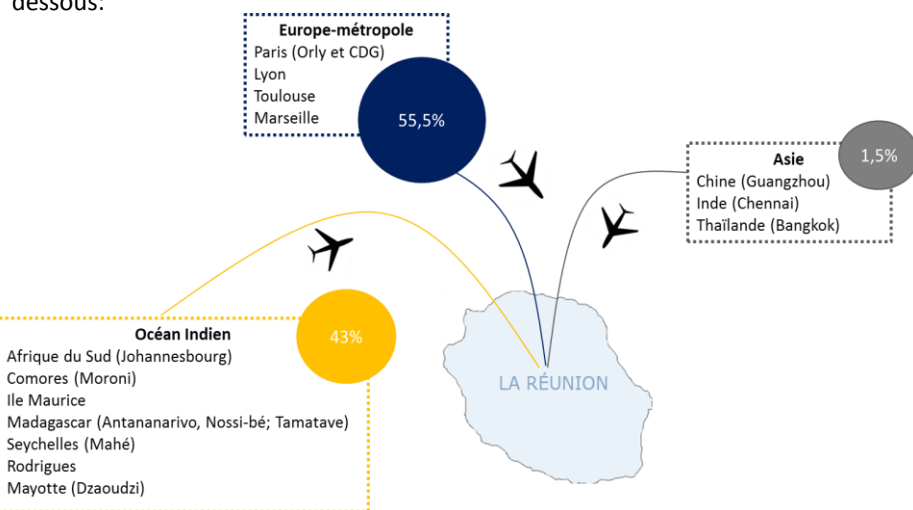 dessous:
Europe-métropole
Paris (Orly et CDG)
Lyon
Toulouse
Marseille
55,5%
1,5%
Asie
Chine (Guangzhou)
Inde (Chennai)
Thaïlande (Bangkok)
Océan Indien
43%
Afrique du Sud (Johannesbourg)
Comores (Moroni)
Ile Maurice
Madagascar (Antananarivo, Nossi-bé; Tamatave)
Seychelles (Mahé)
Rodrigues
Mayotte (Dzaoudzi)
LA RÉUNION